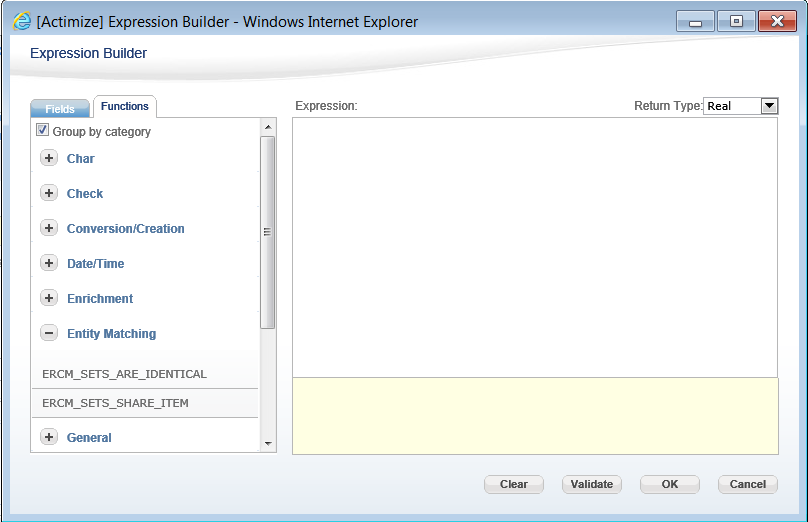 [Actimize] Expression Builder - Windows Internet Explorer
Expression Builder
Fields Functions Expression: Return Type: Real
Group by category
Char
Check
Conversion/Creation
Date/Time
Enrichment
Entity Matching
ERCM_SETS_ARE_IDENTICAL
ERCM_SETS_SHARE_ITEM
General
Clear Validate OK Cancel